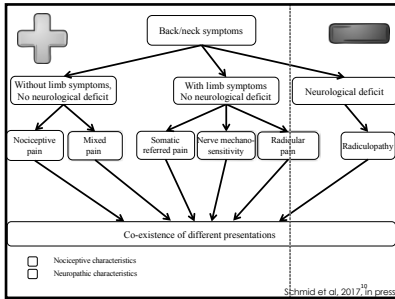 Back/neck symptoms
Without limb symptoms,
No neurological deficit
With limb symptoms
No neurological deficit
Neurological deficit
Nociceptive
pain
Mixed
pain
Somatic
referred pain
Nerve mechano-
sensitivity
Radicular
pain
Radiculopathy
Co-existence of different presentations
Nociceptive characteristics
Neuropathic characteristics
10
Schmid et al, 2017, in press